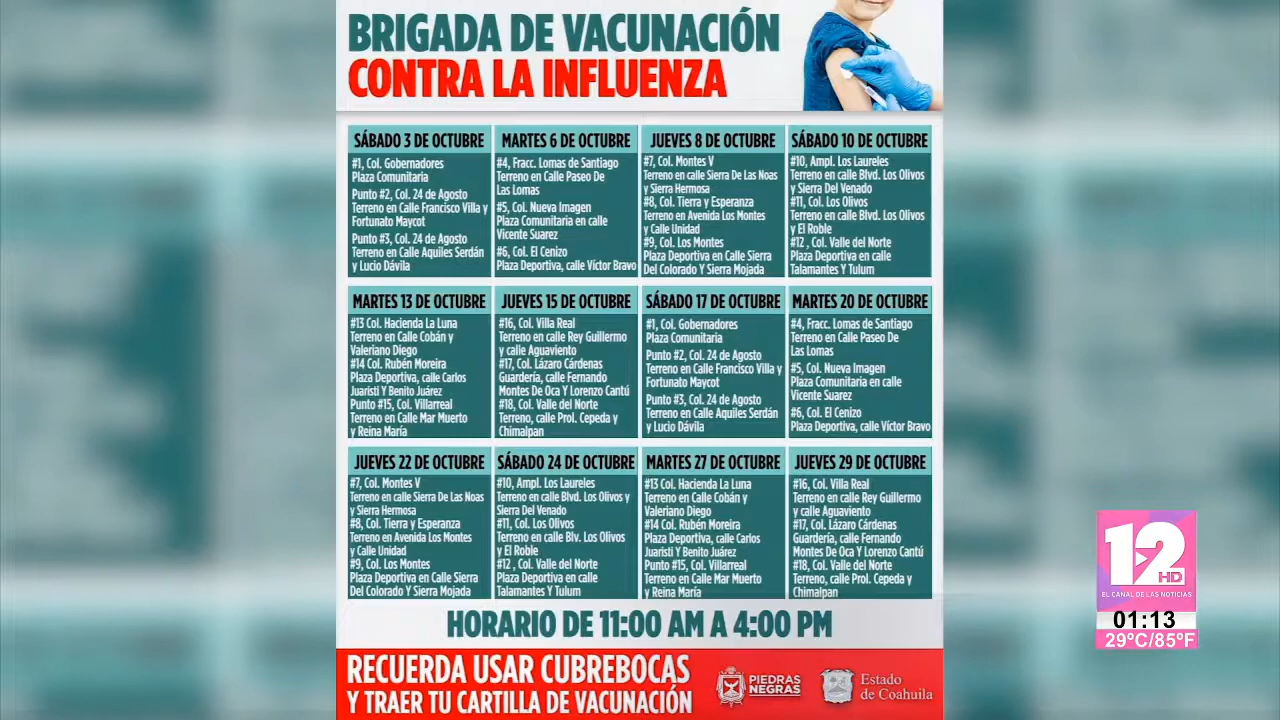 BRIGADA DE VACUNACIÓN
CONTRA LA INFLUENZA
SÁBADO 3 DE OCTUBRE
#1, Col. Gobernadores
Plaza Comunitaria
Punto #2, Col. 24 de Agosto
Terreno en Calle Francisco Villa y
Fortunato Maycot
Punto #3, Col. 24 de Agosto
Terreno en Calle Aquiles Serdán
y Lucio Dávila
MARTES 6 DE OCTUBRE
#4, Fracc. Lomas de Santiago
Terreno en Calle Paseo De
Las Lomas
#5, Col. Nueva Imagen
Plaza Comunitaria en calle
Vicente Suarez
#6, Col. El Cenizo
Plaza Deportiva, calle Víctor Bravo
JUEVES 8 DE OCTUBRE
#7, Col. Montes V
Terreno en calle Sierra De Las Noas
y Sierra Hermosa
#8, Col. Tierra y Esperanza
Terreno en Avenida Los Montes
y Calle Unidad
#9, Col. Los Montes
Plaza Deportiva en Calle Sierra
Del Colorado Y Sierra Mojada
SÁBADO 10 DE OCTUBRE
#10, Ampl. Los Laureles
Terreno en calle Blvd. Los Olivos
y Sierra Del Venado
#11, Col. Los Olivos
Terreno en calle Blvd. Los Olivos
y El Roble
#12 , Col. Valle del Norte
Plaza Deportiva en calle
Talamantes Y Tulum
MARTES 13 DE OCTUBRE
#13 Col. Hacienda La Luna
Terreno en Calle Cobán y
Valeriano Diego
#14 Col. Rubén Moreira
Plaza Deportiva, calle Carlos
Juaristi Y Benito Juárez
Punto #15, Col. Villarreal
Terreno en Calle Mar Muerto
y Reina María
JUEVES 15 DE OCTUBRE
#16, Col. Villa Real
Terreno en calle Rey Guillermo
y calle Aguaviento
#17, Col. Lázaro Cárdenas
Guardería, calle Fernando
Montes De Oca Y Lorenzo Cantú
#18, Col. Valle del Norte
Terreno, calle Prol. Cepeda y
Chimalpan
SÁBADO 17 DE OCTUBRE
#1, Col. Gobernadores
Plaza Comunitaria
Punto #2, Col. 24 de Agosto
Terreno en Calle Francisco Villa y
Fortunato Maycot
Punto #3, Col. 24 de Agosto
Terreno en Calle Aquiles Serdán
y Lucio Dávila
MARTES 20 DE OCTUBRE
#4, Fracc. Lomas de Santiago
Terreno en calle Paseo De
Las Lomas
#5, Col. Nueva Imagen
Plaza Comunitaria en calle
Vicente Suarez
#6, Col. El Cenizo
Plaza Deportiva, calle Víctor Bravo
JUEVES 22 DE OCTUBRE
#7, Col. Montes V
Terreno en calle Sierra De Las Noas
y Sierra Hermosa
#8, Col. Tierra y Esperanza
Terreno en Avenida Los Montes
y Calle Unidad
#9, Col. Los Montes
Plaza Deportiva en Calle Sierra
Del Colorado Y Sierra Mojada
SÁBADO 24 DE OCTUBRE
#10, Ampl. Los Laureles
Terreno en calle Blvd. Los Olivos y
Sierra Del Venado
#11, Col. Los Olivos
Terreno en calle Blv. Los Olivos
y El Roble
#12 , Col. Valle del Norte
Plaza Deportiva en calle
Talamantes Y Tulum
MARTES 27 DE OCTUBRE
#13 Col. Hacienda La Luna
Terreno en Calle Cobán y
Valeriano Diego
#14 Col. Rubén Moreira
Plaza Deportiva, calle Carlos
Juaristi Y Benito Juárez
Punto #15, Col. Villarreal
Terreno en Calle Mar Muerto
y Reina María
JUEVES 29 DE OCTUBRE
#16, Col. Villa Real
Terreno en calle Rey Guillermo
y calle Aguaviento
#17, Col. Lázaro Cárdenas
Guardería, calle Fernando
Montes De Oca Y Lorenzo Cantú
#18, Col. Valle del Norte
Terreno, calle Prol. Cepeda y
Chimalpan
HORARIO DE 11:00 AM A 4:00 PM
RECUERDA USAR CUBREBOCAS
Y TRAER TU CARTILLA DE VACUNACIÓN
PIEDRAS
NEGRAS
Estado
de Coahuila
12
HD
EL CANAL DE LAS NOTICIAS
01:13
29ºC/85ºF